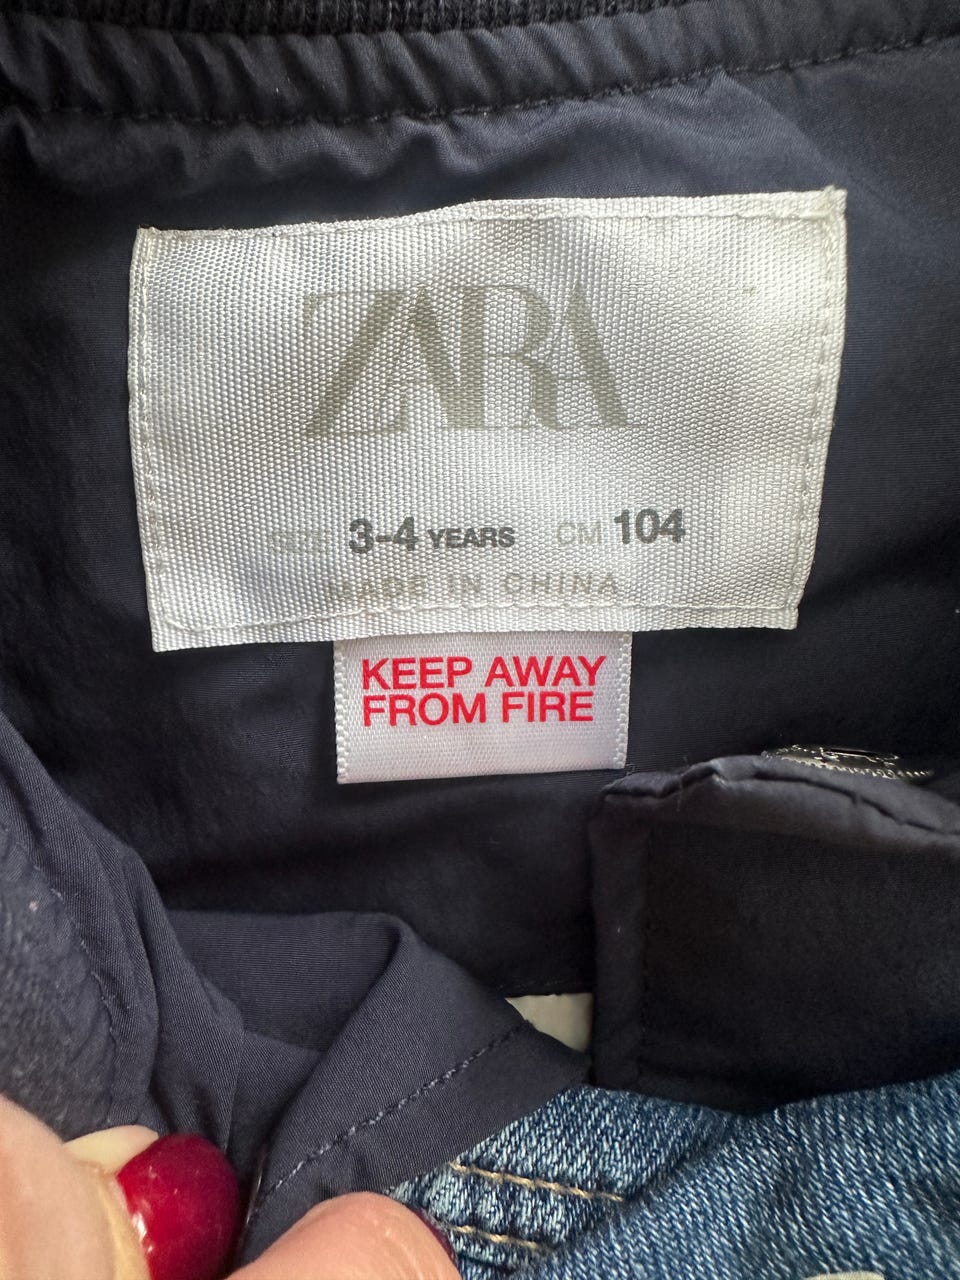 ZARA
SIZE 3-4 YEARS CM 104
MADE IN CHINA
KEEP AWAY
FROM FIRE